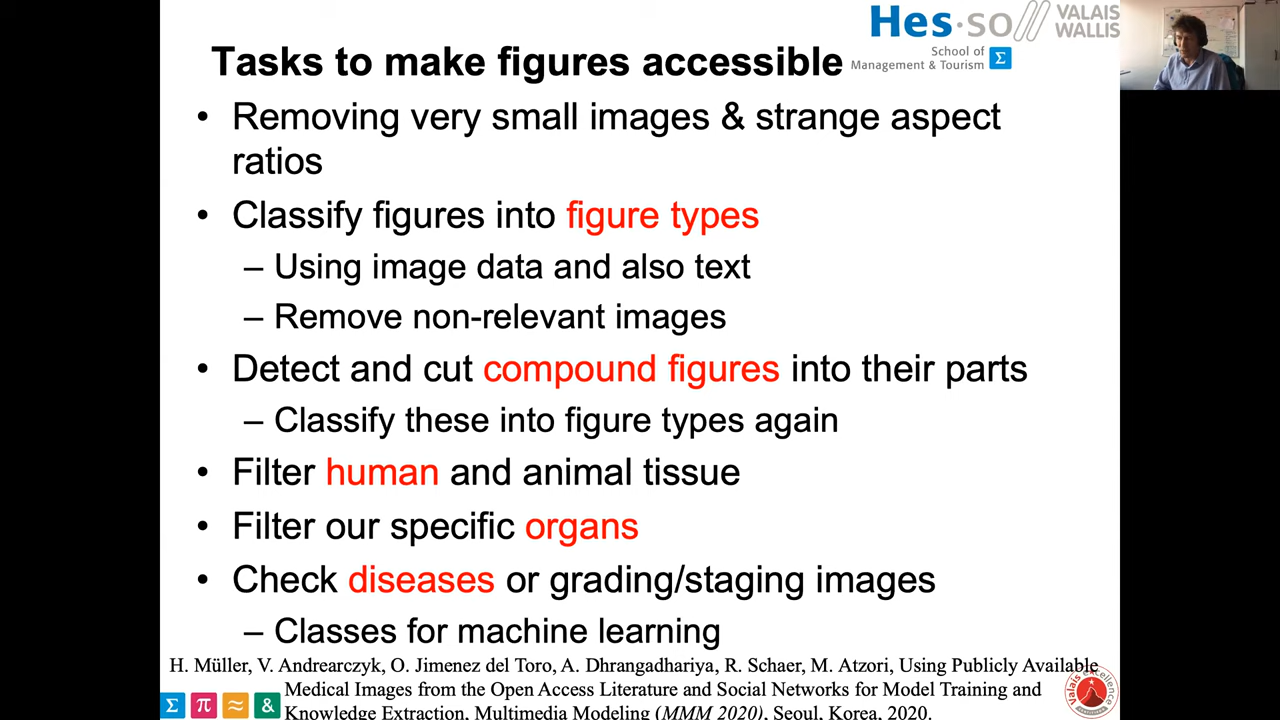 Hes·so VALAIS
WALLIS
School of
Management & Tourism Σ
Tasks to make figures accessible
• Removing very small images & strange aspect
ratios
• Classify figures into figure types
– Using image data and also text
– Remove non-relevant images
• Detect and cut compound figures into their parts
– Classify these into figure types again
• Filter human and animal tissue
• Filter our specific organs
• Check diseases or grading/staging images
– Classes for machine learning
H. Müller, V. Andrearczyk, O. Jimenez del Toro, A. Dhrangadhariya, R. Schaer, M. Atzori, Using Publicly Available
Medical Images from the Open Access Literature and Social Networks for Model Training and
Knowledge Extraction, Multimedia Modeling (MMM 2020), Seoul, Korea, 2020.
Σ π ≈ &
Valais excellence